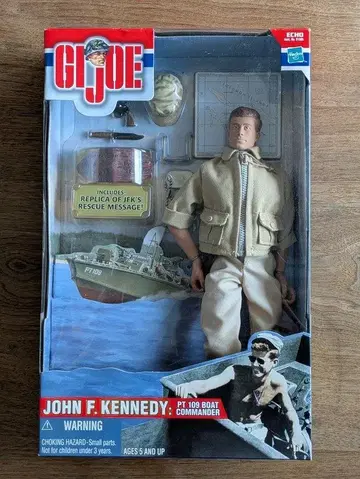 GI JOE
ECHO
Hasbro
INCLUDES:
REPLICA OF JFK'S
RESCUE MESSAGE!
PT 109
JOHN F. KENNEDY: PT 109 BOAT
COMMANDER
WARNING
CHOKING HAZARD-Small parts.
Not for children under 3 years.
AGES 5 AND UP